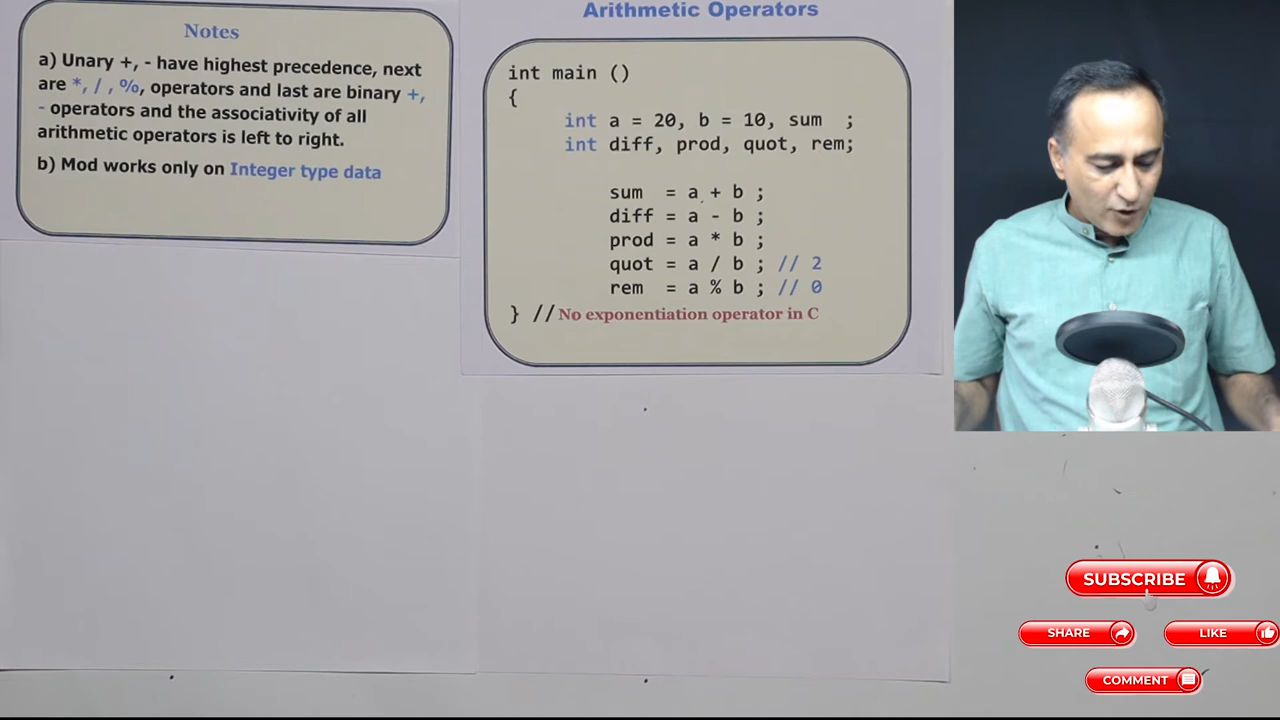 Notes
a) Unary +, - have highest precedence, next
are *, / , %, operators and last are binary +,
- operators and the associativity of all
arithmetic operators is left to right.
b) Mod works only on Integer type data
Arithmetic Operators
int main ()
{
int a = 20, b = 10, sum ;
int diff, prod, quot, rem;
sum = a + b ;
diff = a - b ;
prod = a * b ;
quot = a / b ; // 2
rem = a % b ; // 0
} // No exponentiation operator in C
SUBSCRIBE
SHARE
LIKE
COMMENT